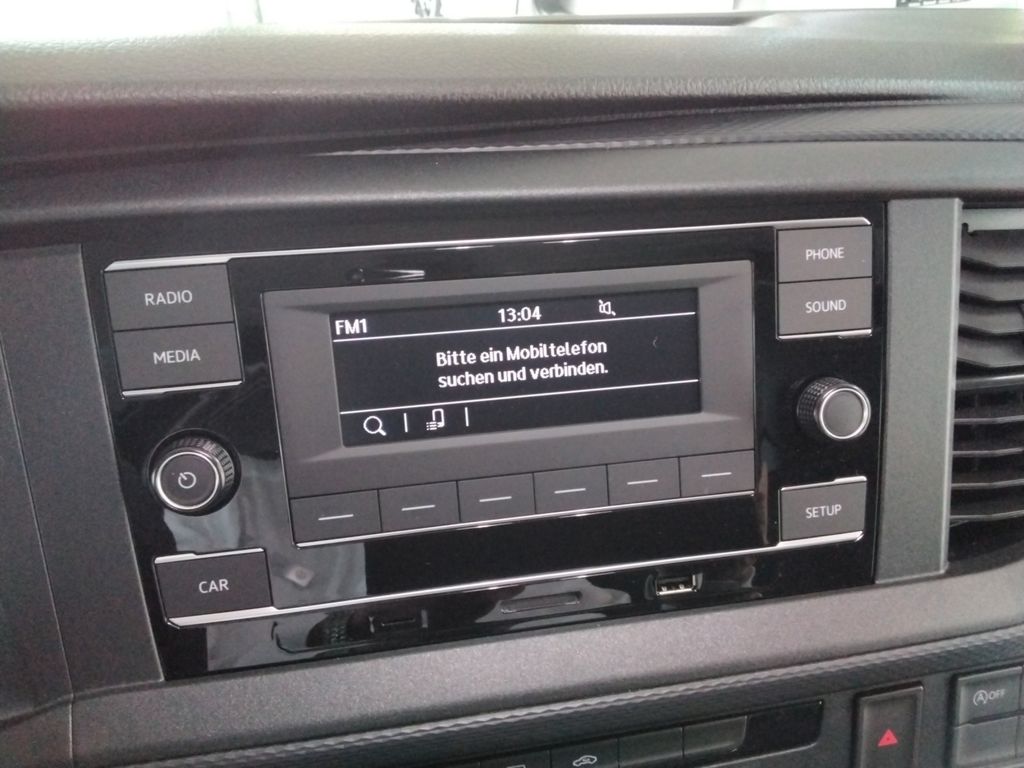 RADIO
MEDIA
FM1
13:04
Bitte ein Mobiltelefon
suchen und verbinden.
PHONE
SOUND
SETUP
CAR
A OFF